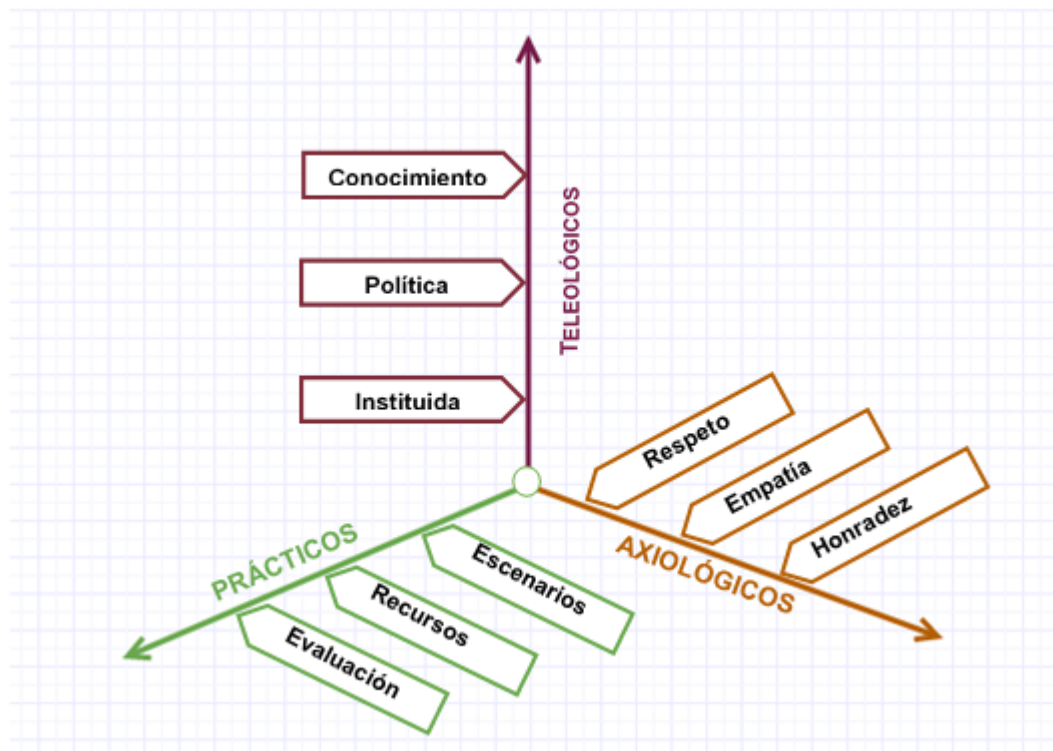 Conocimiento
Política
Instituida
TELEOLÓGICOS
Respeto
Empatía
Honradez
AXIOLÓGICOS
PRÁCTICOS
Escenarios
Recursos
Evaluación